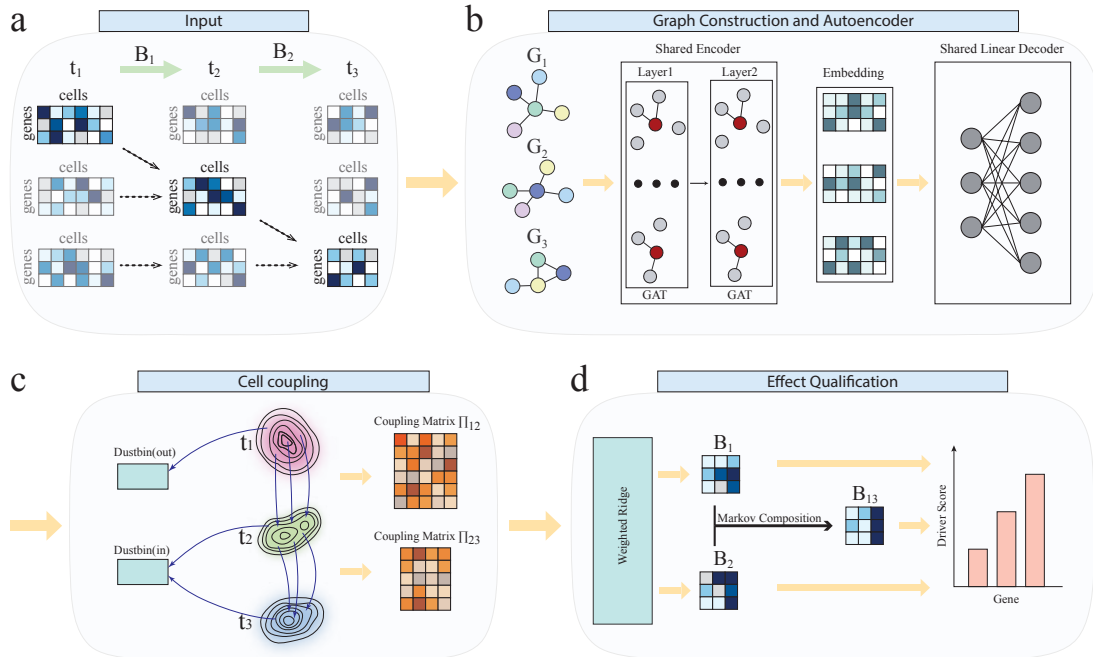 a
Input
B1
B2
t1
t2
t3
cells
genes
cells
genes
cells
genes
cells
genes
cells
genes
cells
genes
cells
genes
cells
genes
cells
genes
b
Graph Construction and Autoencoder
G1
G2
G3
Shared Encoder
Layer1
Layer2
GAT
GAT
Embedding
Shared Linear Decoder
c
Cell coupling
t1
t2
t3
Dustbin(out)
Dustbin(in)
Coupling Matrix ∏12
Coupling Matrix ∏23
d
Effect Qualification
Weighted Ridge
B1
Markov Composition
B13
B2
Driver Score
Gene